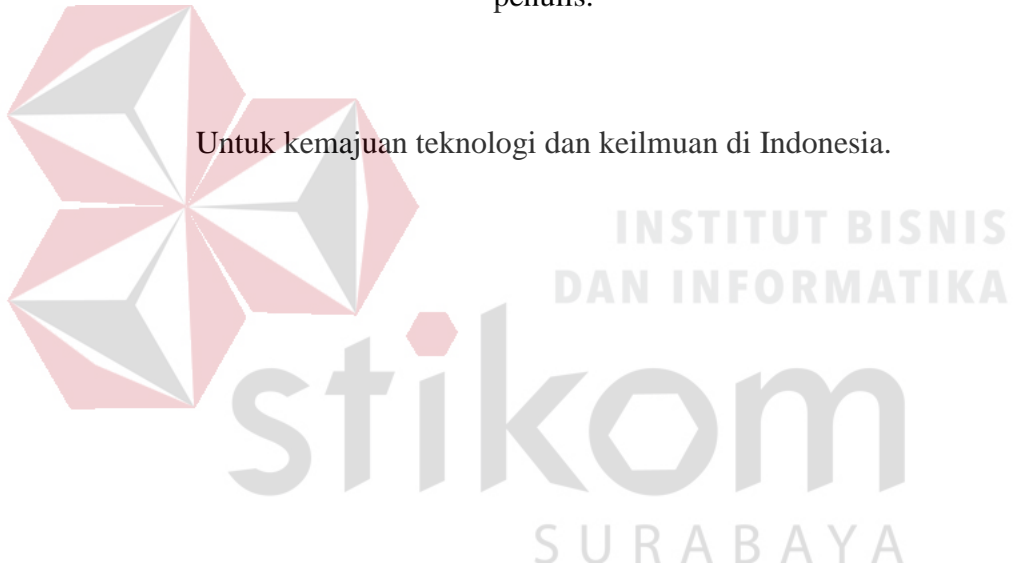 penulis.
Untuk kemajuan teknologi dan keilmuan di Indonesia.
INSTITUT BISNIS
DAN INFORMATIKA
stikom
SURABAYA